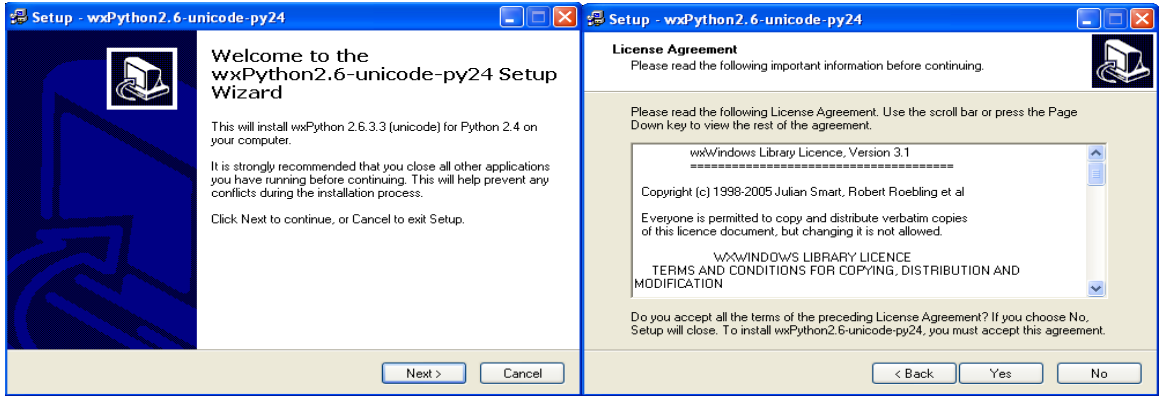 Setup - wxPython2.6-unicode-py24
Welcome to the
wxPython2.6-unicode-py24 Setup
Wizard
This will install wxPython 2.6.3.3 (unicode) for Python 2.4 on
your computer.
It is strongly recommended that you close all other applications
you have running before continuing. This will help prevent any
conflicts during the installation process.
Click Next to continue, or Cancel to exit Setup.
Next >
Cancel
Setup - wxPython2.6-unicode-py24
License Agreement
Please read the following important information before continuing.
Please read the following License Agreement. Use the scroll bar or press the Page
Down key to view the rest of the agreement.
wxWindows Library Licence, Version 3.1
======================================
Copyright (c) 1998-2005 Julian Smart, Robert Roebling et al
Everyone is permitted to copy and distribute verbatim copies
of this licence document, but changing it is not allowed.
WXWINDOWS LIBRARY LICENCE
TERMS AND CONDITIONS FOR COPYING, DISTRIBUTION AND
MODIFICATION
Do you accept all the terms of the preceding License Agreement? If you choose No,
Setup will close. To install wxPython2.6-unicode-py24, you must accept this agreement.
< Back
Yes
No